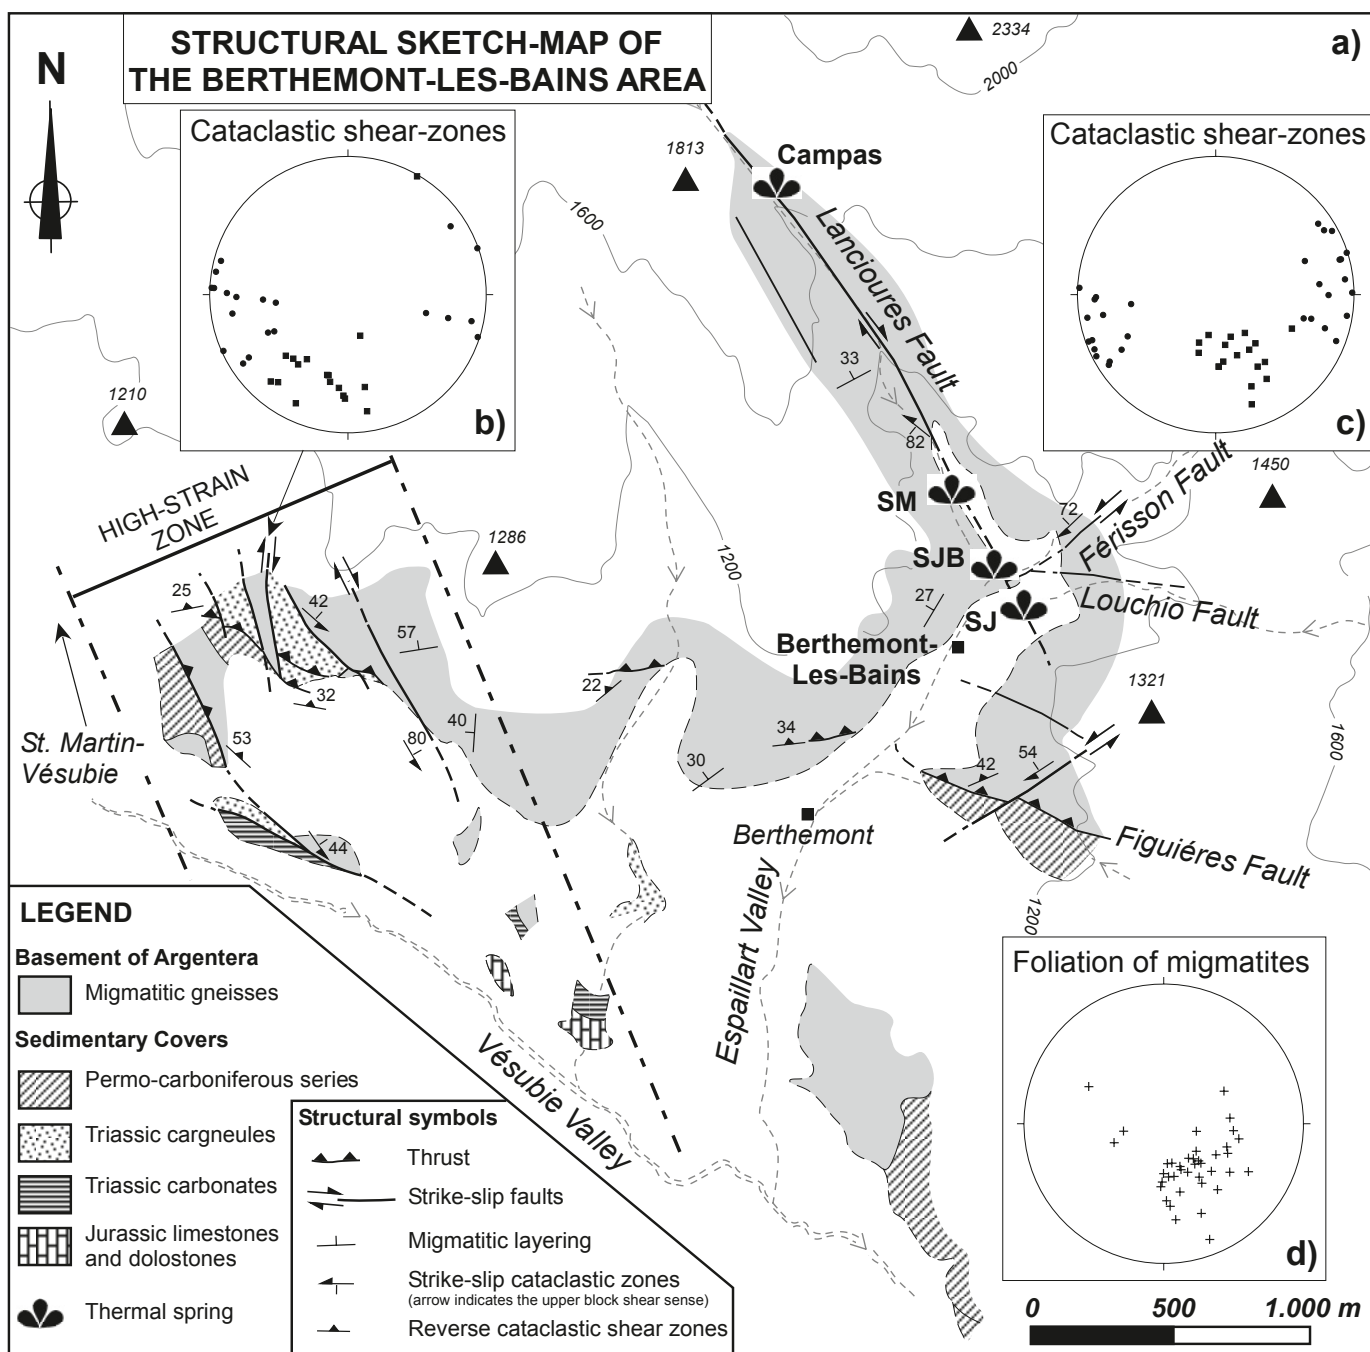 STRUCTURAL SKETCH-MAP OF
THE BERTHEMONT-LES-BAINS AREA
a)
N
2334
2000
Cataclastic shear-zones
b)
1813
Campas
Cataclastic shear-zones
c)
1600
Lancioures Fault
33
82
1210
HIGH-STRAIN
ZONE
1286
1200
SM
72
Férisson Fault
1450
SJB
Louchio Fault
27
SJ
Berthemont-
Les-Bains
25
42
57
22
32
40
80
53
34
30
1321
1600
54
42
St. Martin-
Vésubie
44
Berthemont
Figuiéres Fault
1200
Espaillart Valley
Vésubie Valley
Foliation of migmatites
d)
LEGEND
Basement of Argentera
Migmatitic gneisses
Sedimentary Covers
Permo-carboniferous series
Triassic cargneules
Triassic carbonates
Jurassic limestones
and dolostones
Thermal spring
Structural symbols
Thrust
Strike-slip faults
Migmatitic layering
Strike-slip cataclastic zones
(arrow indicates the upper block shear sense)
Reverse cataclastic shear zones
0 500 1.000 m